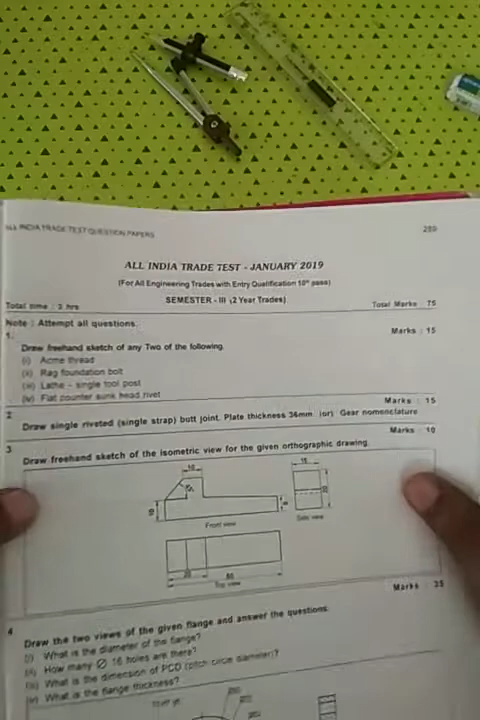 ALL INDIA TRADE TEST QUESTION PAPERS
ALL INDIA TRADE TEST - JANUARY 2019
(For All Engineering Trades with Entry Qualification 10th pass)
SEMESTER - III (2 Year Trades)
Total time : 3 hrs
Total Marks 75
Note : Attempt all questions.
1.
Marks : 15
Draw freehand sketch of any Two of the following.
(i) Acme thread
(ii) Rag foundation bolt
(iii) Lathe - single tool post
(iv) Flat counter sunk head rivet
2
Marks : 15
Draw single riveted (single strap) butt joint. Plate thickness 36mm (or) Gear nomenclature
3
Marks : 10
Draw freehand sketch of the isometric view for the given orthographic drawing.
10
15
Front view
Side view
Top view
4
Marks : 35
Draw the two views of the given flange and answer the questions.
(i) What is the diameter of the flange?
(ii) How many Ø 16 holes are there?
(iii) What is the dimension of PCD (pitch circle diameter)?
(iv) What is the flange thickness?